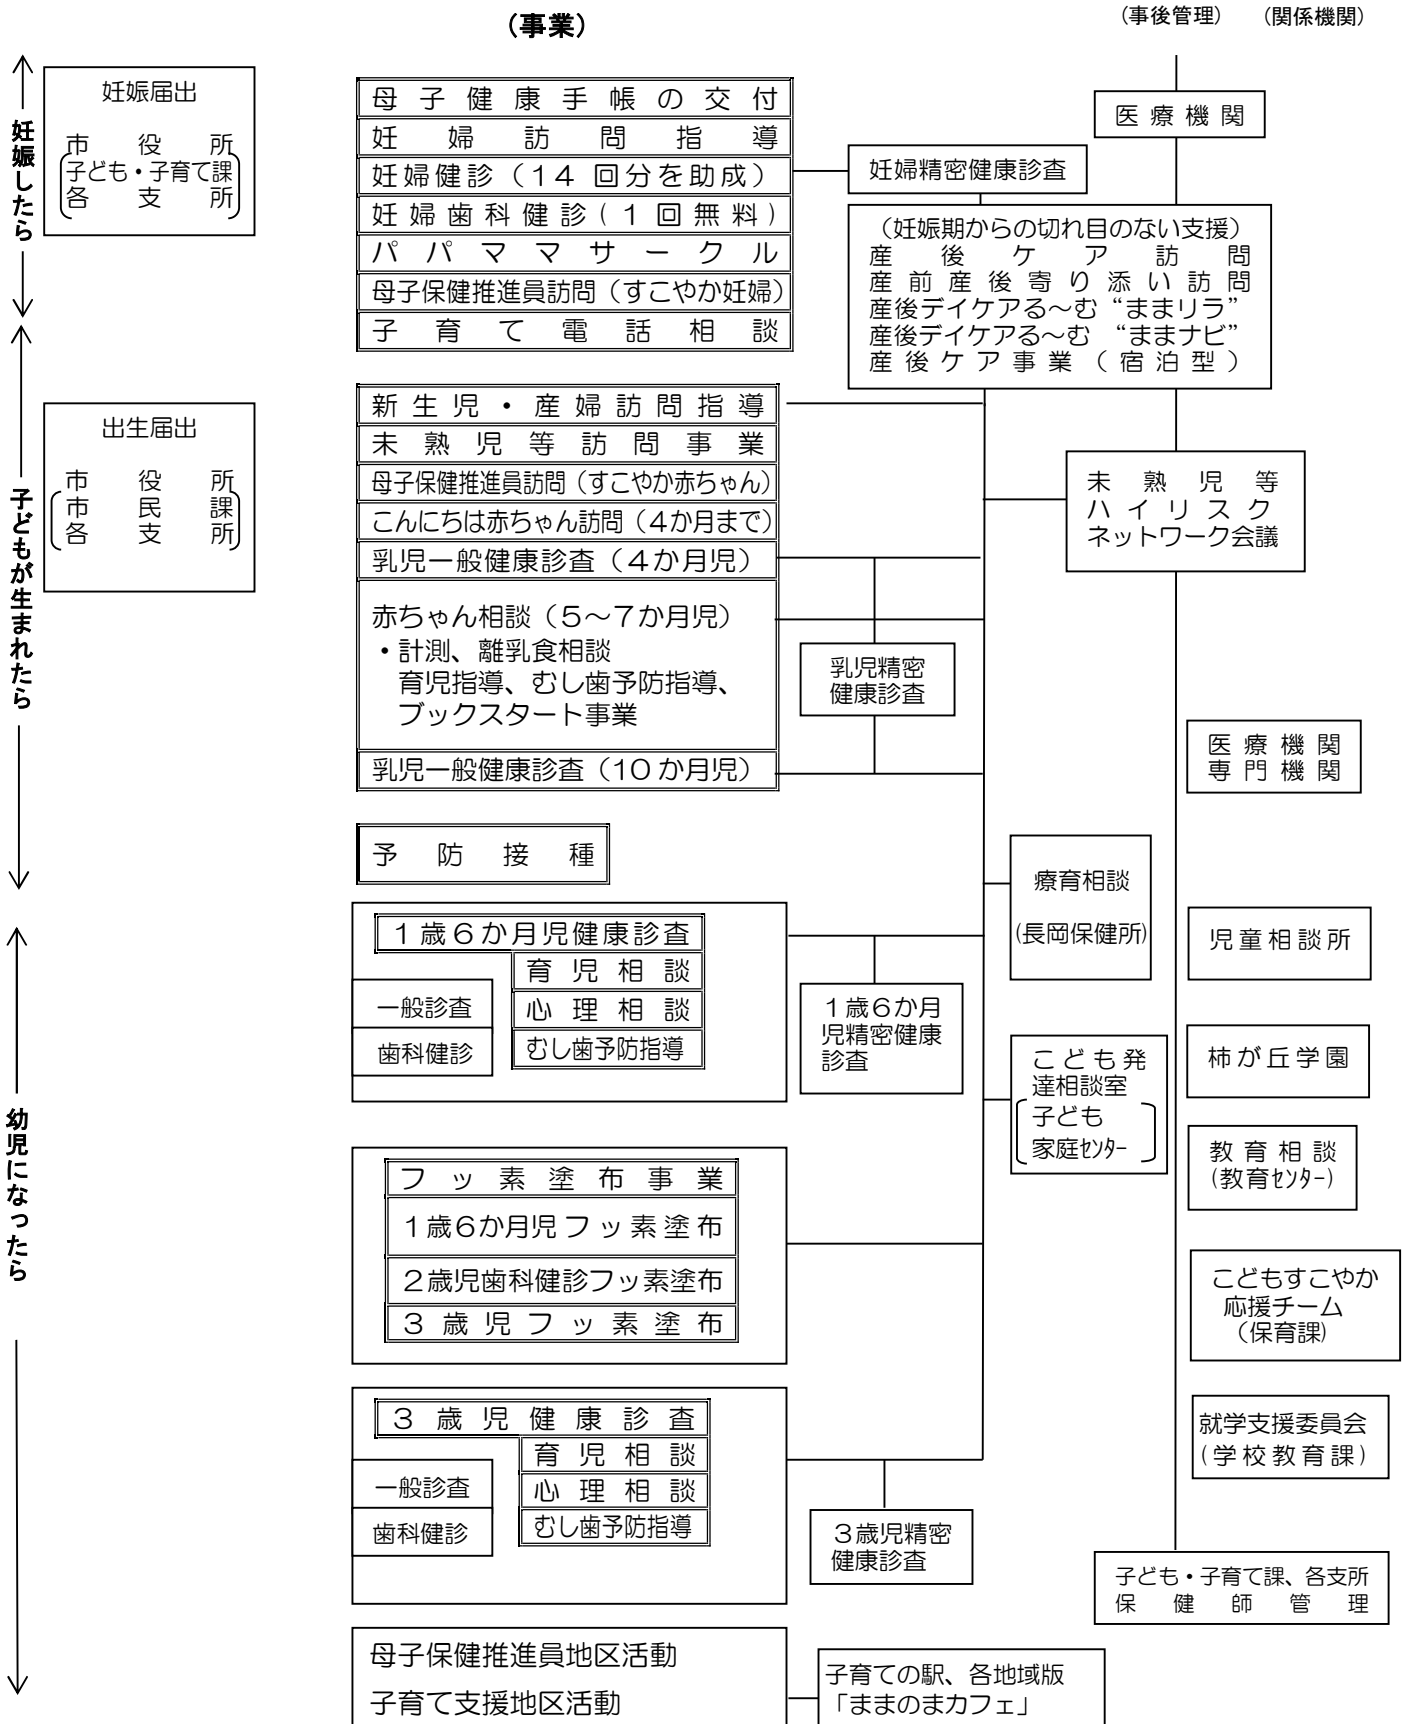 (事業)
(事後管理)
(関係機関)
妊娠したら
妊娠届出
市役所
子ども・子育て課
各支所
母子健康手帳の交付
妊婦訪問指導
妊婦健診（14 回分を助成）
妊婦歯科健診(１回無料)
パパママサークル
母子保健推進員訪問（すこやか妊婦）
子育て電話相談
妊婦精密健康診査
医療機関
（妊娠期からの切れ目のない支援）
産後ケア訪問
産前産後寄り添い訪問
産後デイケアる～む“ままリラ”
産後デイケアる～む “ままナビ”
産後ケア事業（宿泊型）
子どもが生まれたら
出生届出
市役所
市民課
各支所
新生児・産婦訪問指導
未熟児等訪問事業
母子保健推進員訪問（すこやか赤ちゃん）
こんにちは赤ちゃん訪問（４か月まで）
乳児一般健康診査（４か月児）
赤ちゃん相談（５～７か月児）
・計測、離乳食相談
育児指導、むし歯予防指導、
ブックスタート事業
乳児一般健康診査（10 か月児）
乳児精密
健康診査
未熟児等
ハイリスク
ネットワーク会議
医療機関
専門機関
予防接種
療育相談
(長岡保健所)
児童相談所
幼児になったら
１歳６か月児健康診査
育児相談
心理相談
むし歯予防指導
一般診査
歯科健診
１歳６か月
児精密健康
診査
こども発
達相談室
子ども
家庭ｾﾝﾀｰ
柿が丘学園
教育相談
(教育ｾﾝﾀｰ)
フッ素塗布事業
１歳６か月児フッ素塗布
２歳児歯科健診フッ素塗布
３歳児フッ素塗布
こどもすこやか
応援チーム
（保育課)
３歳児健康診査
育児相談
心理相談
むし歯予防指導
一般診査
歯科健診
３歳児精密
健康診査
就学支援委員会
(学校教育課)
子ども・子育て課、各支所
保健師管理
母子保健推進員地区活動
子育て支援地区活動
子育ての駅、各地域版
「ままのまカフェ」